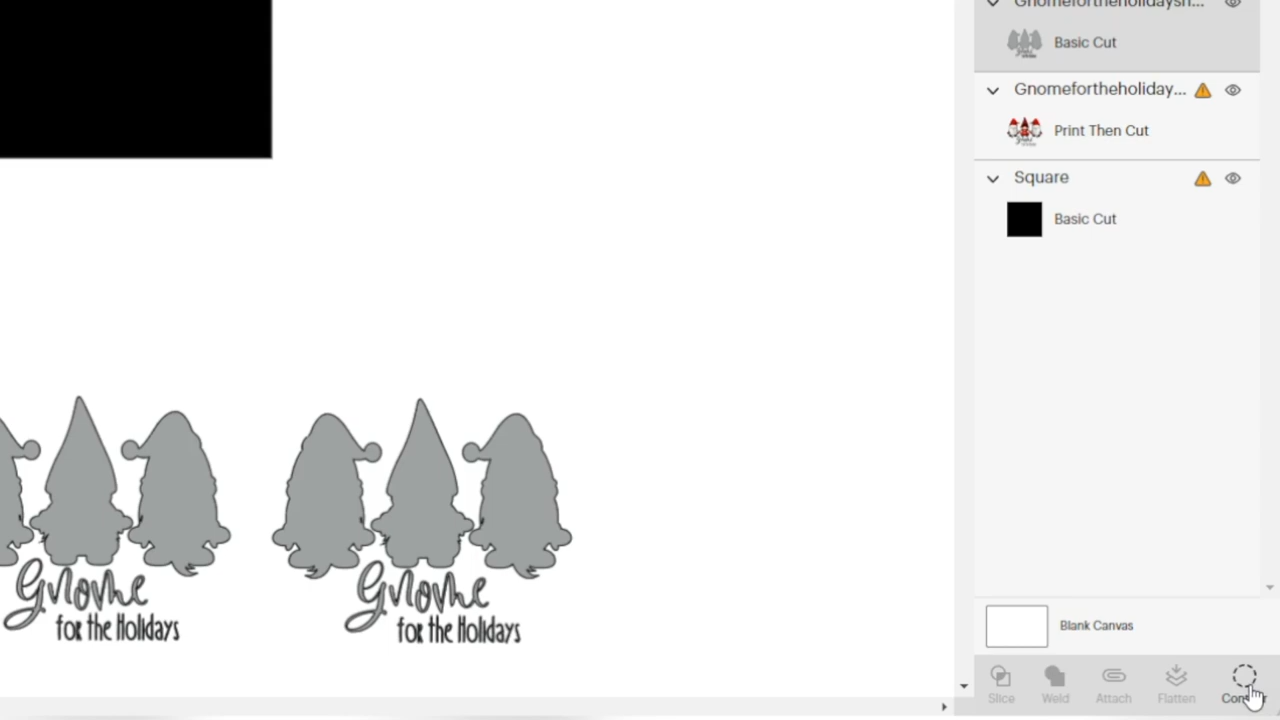 Gnomefortheholidaysh...
Basic Cut
Gnomefortheholiday...
Print Then Cut
Square
Basic Cut
Gnome
for the Holidays
Gnome
for the Holidays
Blank Canvas
Slice
Weld
Attach
Flatten